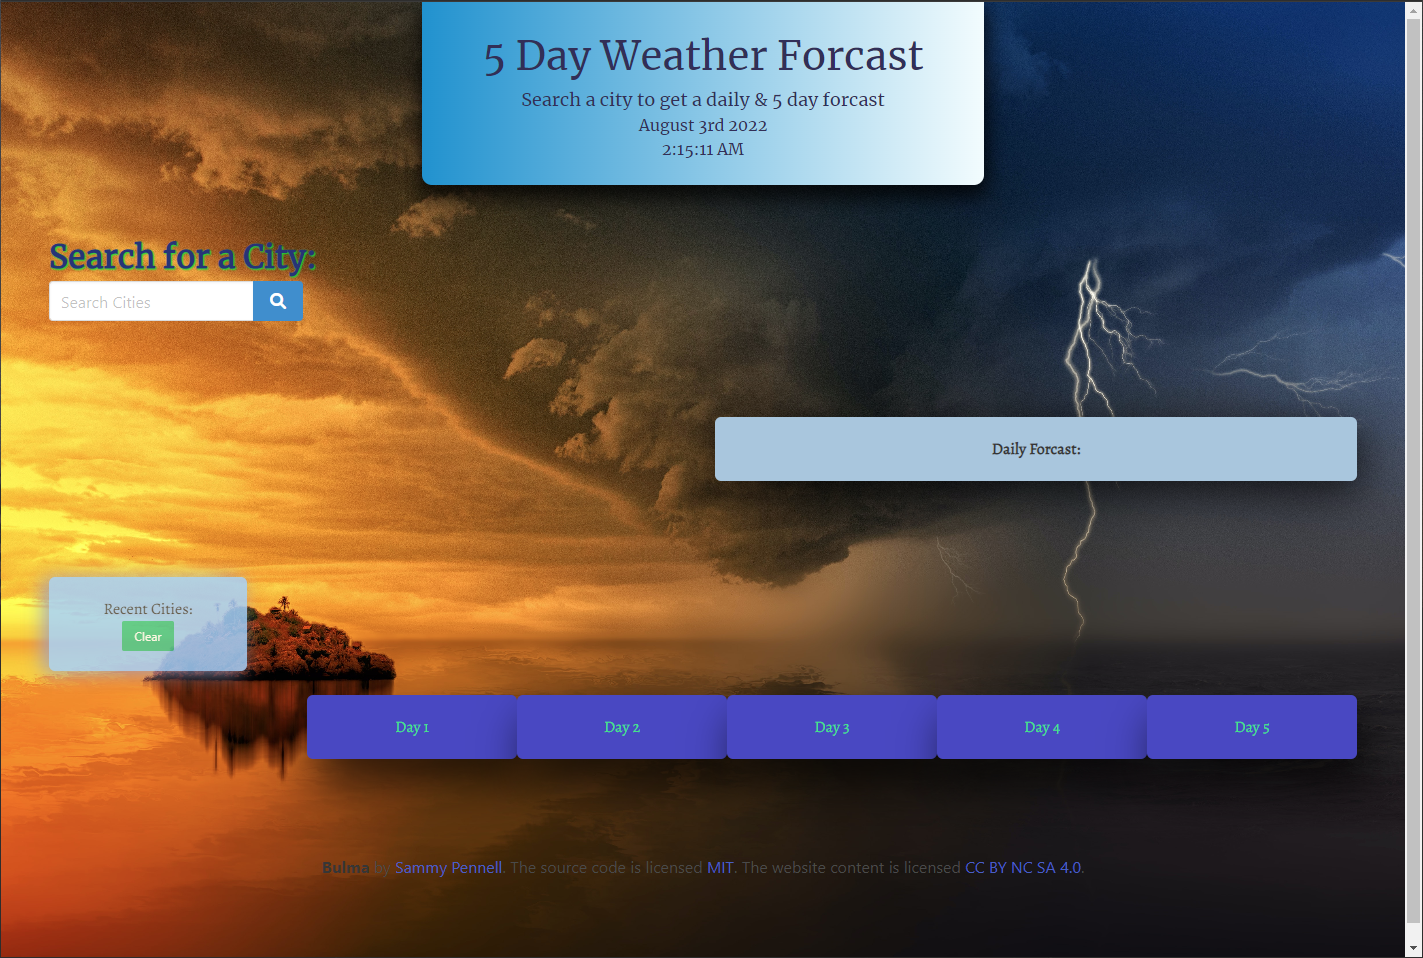 5 Day Weather Forcast
Search a city to get a daily & 5 day forcast
August 3rd 2022
2:15:11 AM
Search for a City:
Search Cities
Daily Forcast:
Recent Cities:
Clear
Day 1
Day 2
Day 3
Day 4
Day 5
Bulma by Sammy Pennell. The source code is licensed MIT. The website content is licensed CC BY NC SA 4.0.